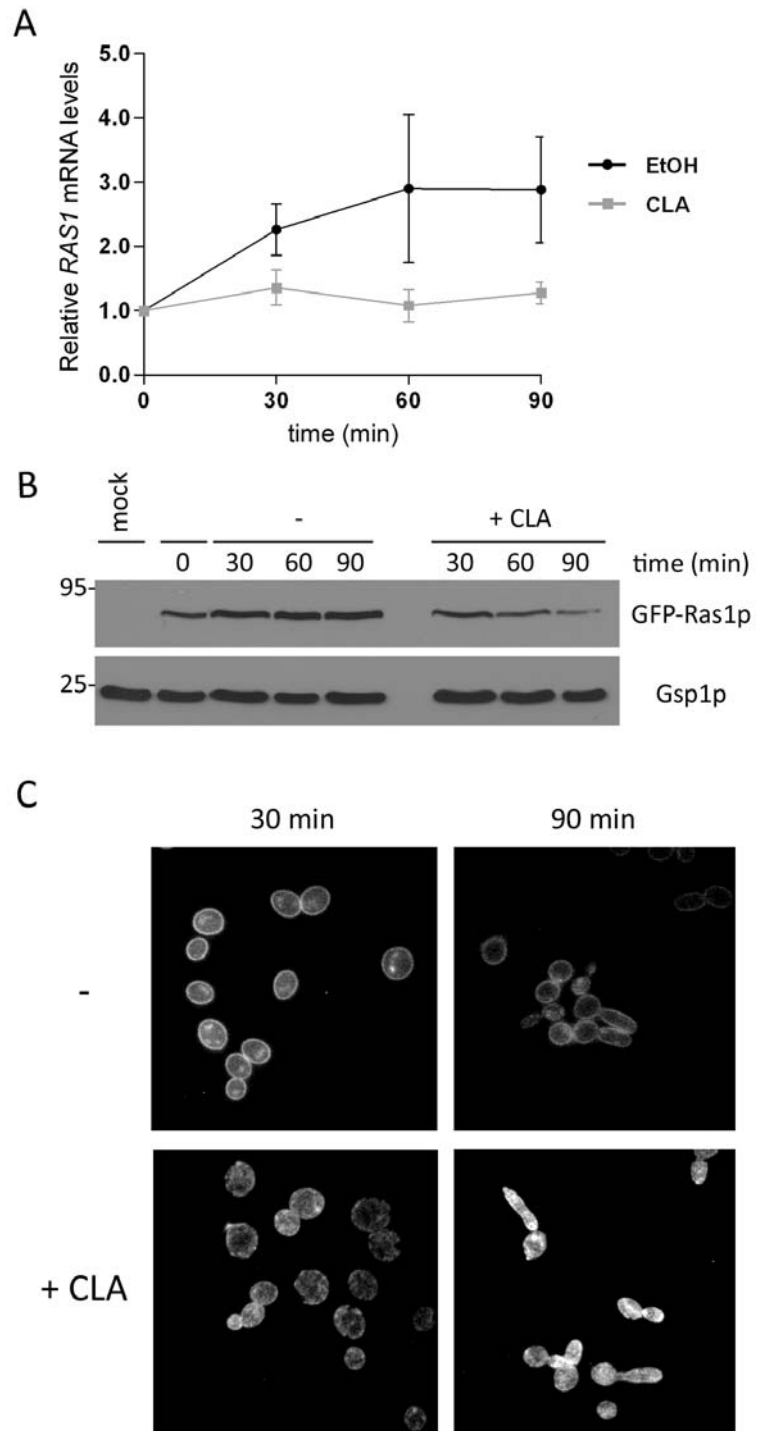 A
5.0
4.0
3.0
2.0
1.0
0.0
Relative RAS1 mRNA levels
0 30 60 90
time (min)
EtOH
CLA
B
mock
- + CLA
0 30 60 90 30 60 90 time (min)
95-
GFP-Ras1p
25-
Gsp1p
C
30 min 90 min
-
+ CLA